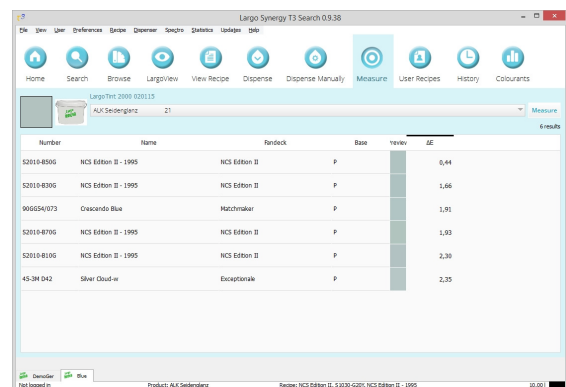 Largo Synergy T3 Search 0.9.38
File View User Preferences Recipe Dispenser Spectro Statistics Updates Help
Home Search Browse LargoView View Recipe Dispense Dispense Manually Measure User Recipes History Colourants
LargoTint 2000 020115
ALK Seidenglanz 21 Measure
6 results
Number Name Fandeck Base Preview ΔE
S2010-B50G NCS Edition II - 1995 NCS Edition II P 0,44
S2010-B30G NCS Edition II - 1995 NCS Edition II P 1,66
90GG54/073 Crescendo Blue Matchmaker P 1,91
S2010-B70G NCS Edition II - 1995 NCS Edition II P 1,93
S2010-B10G NCS Edition II - 1995 NCS Edition II P 2,30
45-3M D42 Silver Cloud-w Exceptionale P 2,35
DemoGer Blue
Not logged in Product: ALK Seidenglanz Recipe: NCS Edition II, S1030-G20Y, NCS Edition II - 1995 10,00 l